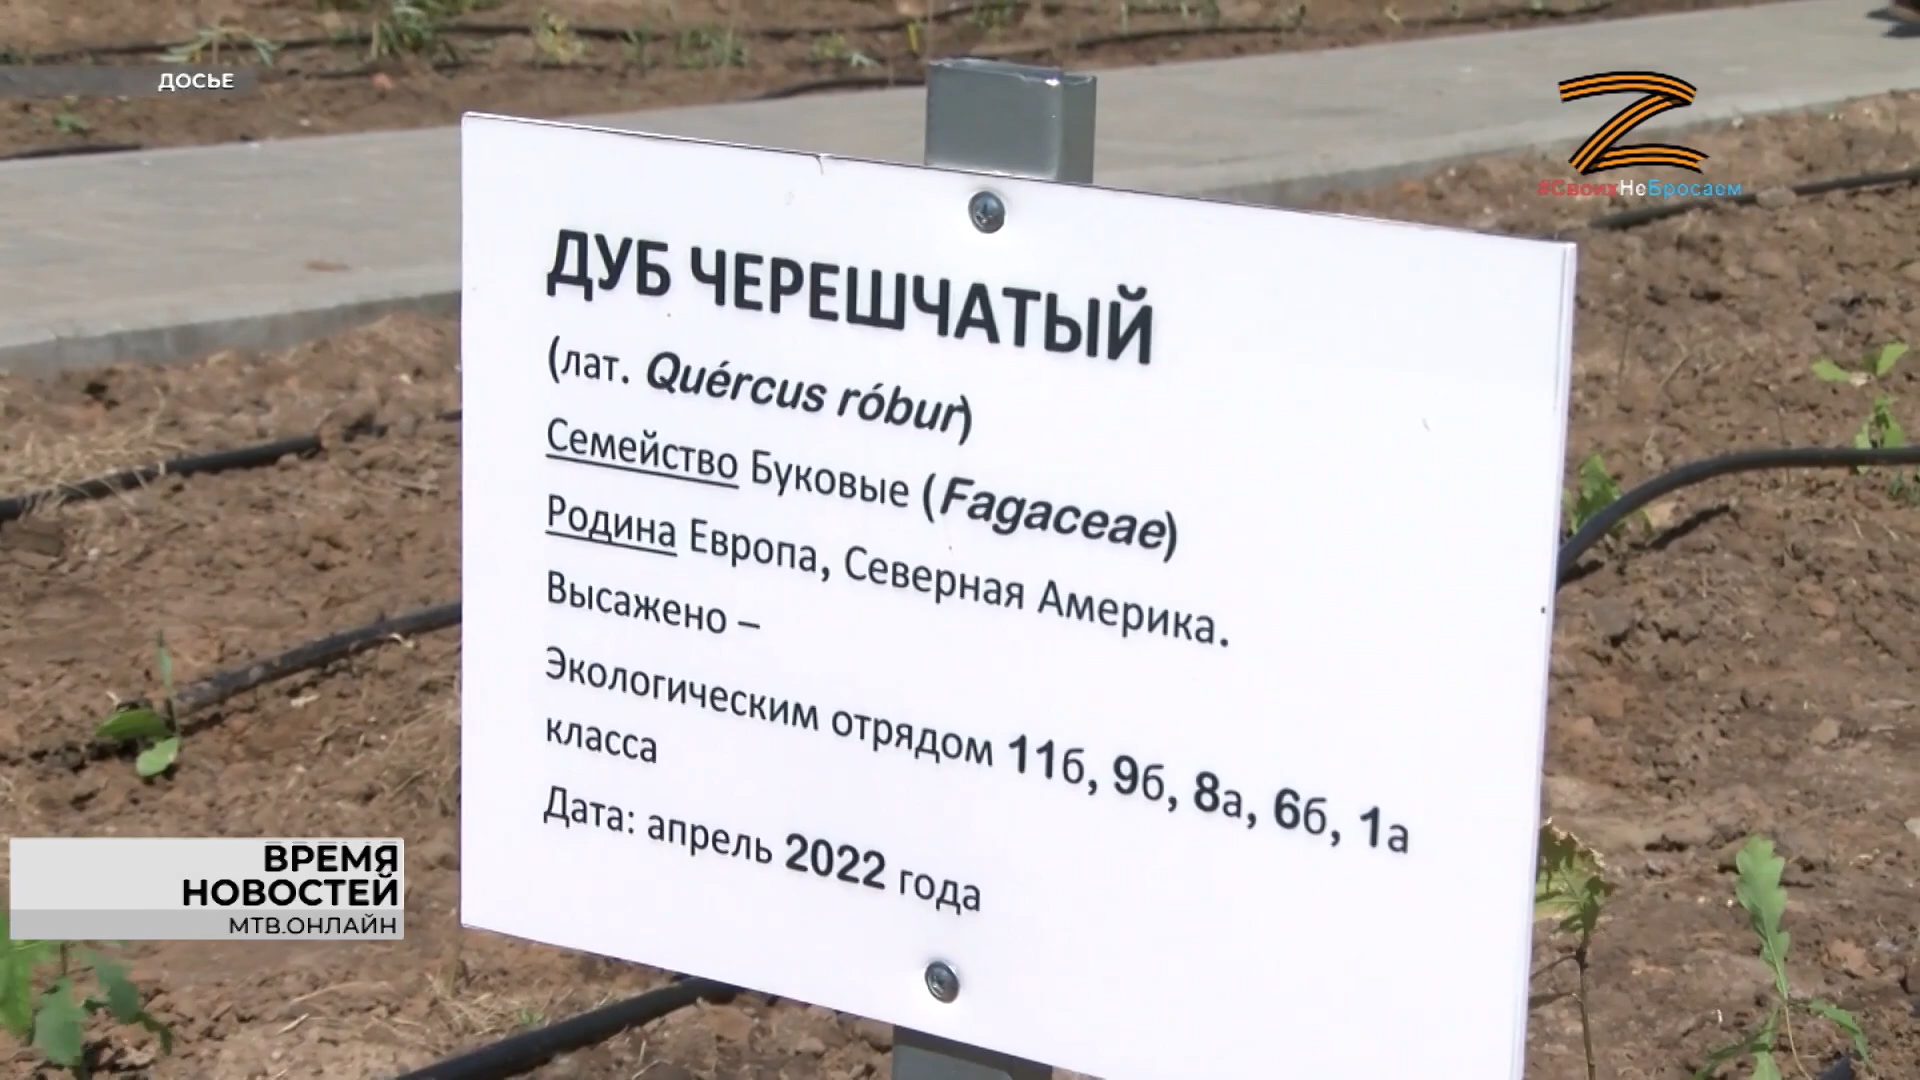 ДОСЬЕ
#СвоихНеБросаем
ДУБ ЧЕРЕШЧАТЫЙ
(лат. Quércus róbur)
Семейство Буковые (Fagaceae)
Родина Европа, Северная Америка.
Высажено –
Экологическим отрядом 11б, 9б, 8а, 6б, 1а
класса
Дата: апрель 2022 года
ВРЕМЯ
НОВОСТЕЙ
МТВ.ОНЛАЙН